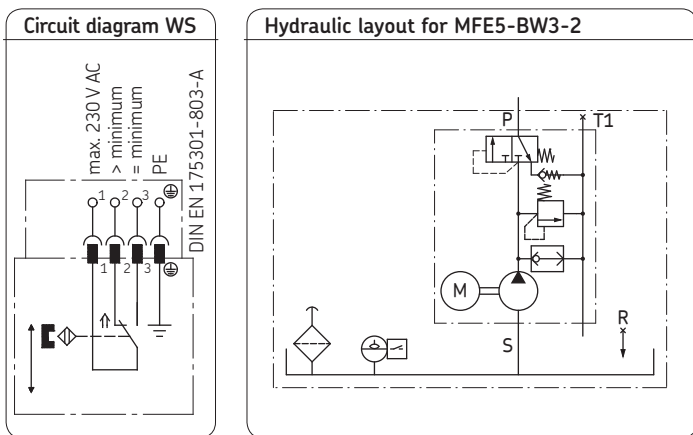 Circuit diagram WS
max. 230 V AC
> minimum
= minimum
PE
DIN EN 175301-803-A
1 2 3
1 2 3
Hydraulic layout for MFE5-BW3-2
P
T1
M
R
S